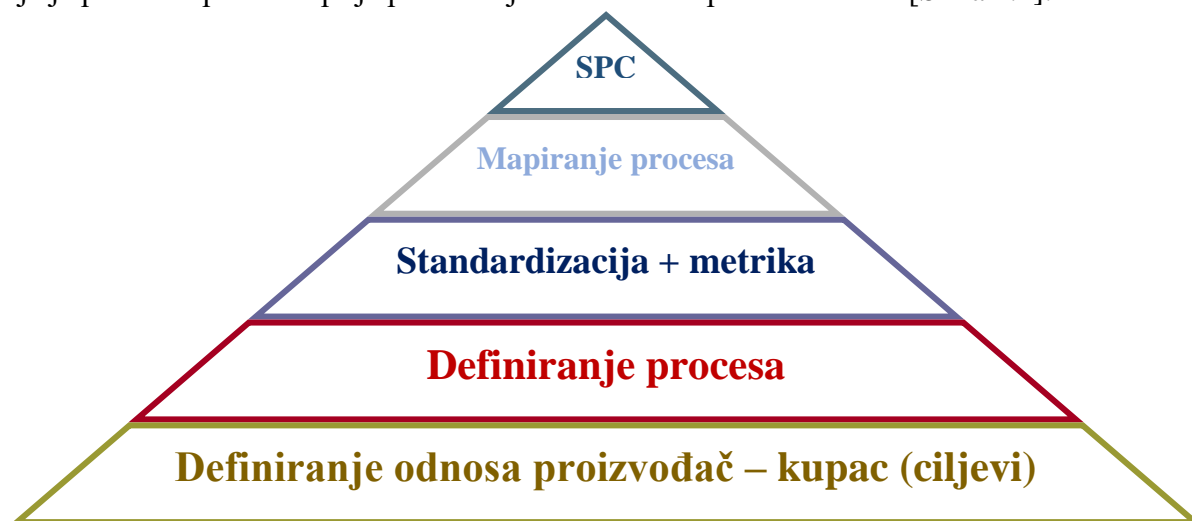 SPC
Mapiranje procesa
Standardizacija + metrika
Definiranje procesa
Definiranje odnosa proizvođač – kupac (ciljevi)